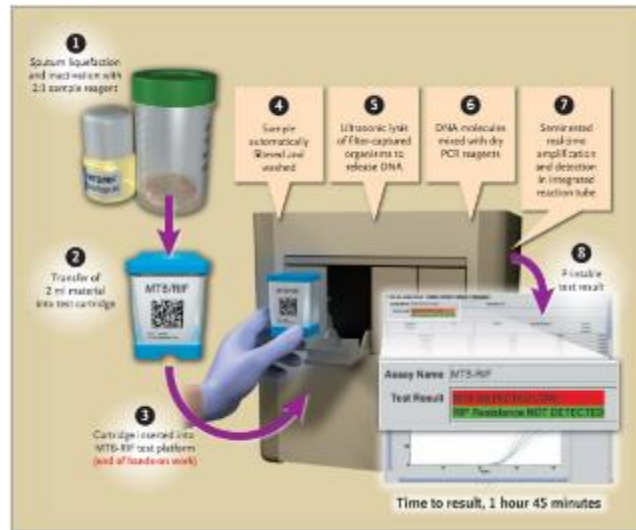 1
Sputum liquefaction
and inactivation with
2:1 sample reagent
2
Transfer of
2 ml material
into test cartridge
MTB/RIF
3
Cartridge inserted into
MTB-RIF test platform
(end of hands-on work)
4
Sample
automatically
filtered and
washed
5
Ultrasonic lysis
of filter-captured
organisms to
release DNA
6
DNA molecules
mixed with dry
PCR reagents
7
Seminested
real-time
amplification
and detection
in integrated
reaction tube
8
Printable
test result
Assay Name MTB-RIF
Test Result MTB DETECTED LOW;
RIF Resistance NOT DETECTED
Time to result, 1 hour 45 minutes